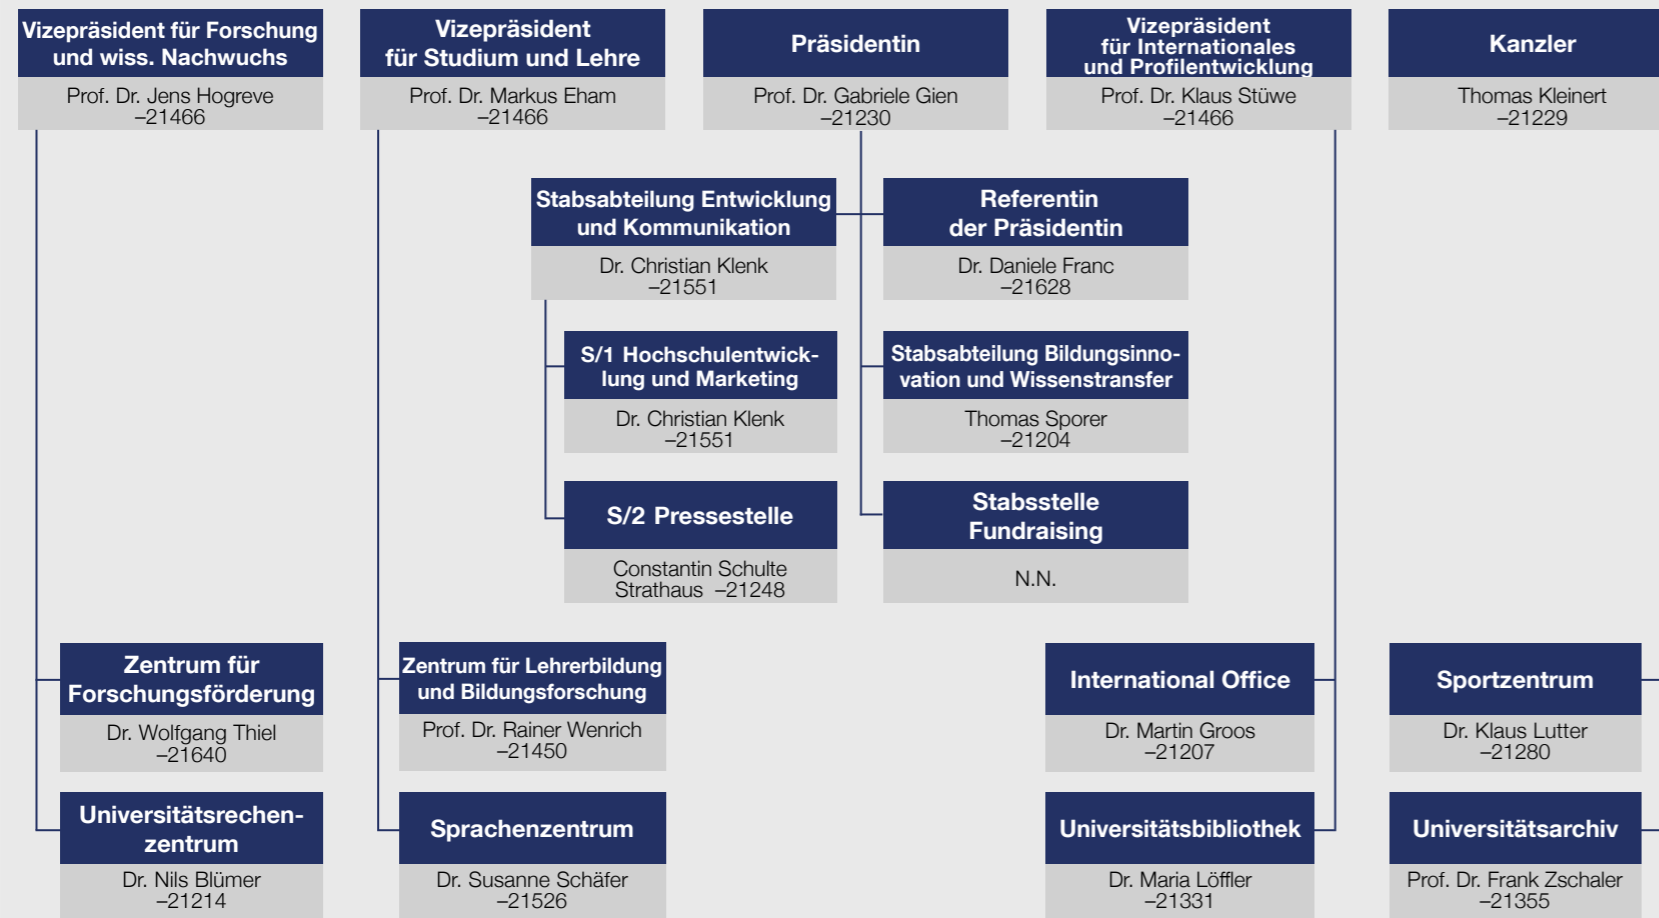 Vizepräsident für Forschung
und wiss. Nachwuchs
Prof. Dr. Jens Hogreve
–21466
Vizepräsident
für Studium und Lehre
Prof. Dr. Markus Eham
–21466
Präsidentin
Prof. Dr. Gabriele Gien
–21230
Vizepräsident
für Internationales
und Profilentwicklung
Prof. Dr. Klaus Stüwe
–21466
Kanzler
Thomas Kleinert
–21229
Stabsabteilung Entwicklung
und Kommunikation
Dr. Christian Klenk
–21551
Referentin
der Präsidentin
Dr. Daniele Franc
–21628
S/1 Hochschulentwick-
lung und Marketing
Dr. Christian Klenk
–21551
Stabsabteilung Bildungsinno-
vation und Wissenstransfer
Thomas Sporer
–21204
S/2 Pressestelle
Constantin Schulte
Strathaus –21248
Stabsstelle
Fundraising
N.N.
Zentrum für
Forschungsförderung
Dr. Wolfgang Thiel
–21640
Zentrum für Lehrerbildung
und Bildungsforschung
Prof. Dr. Rainer Wenrich
–21450
International Office
Dr. Martin Groos
–21207
Sportzentrum
Dr. Klaus Lutter
–21280
Universitätsrechen-
zentrum
Dr. Nils Blümer
–21214
Sprachenzentrum
Dr. Susanne Schäfer
–21526
Universitätsbibliothek
Dr. Maria Löffler
–21331
Universitätsarchiv
Prof. Dr. Frank Zschaler
–21355